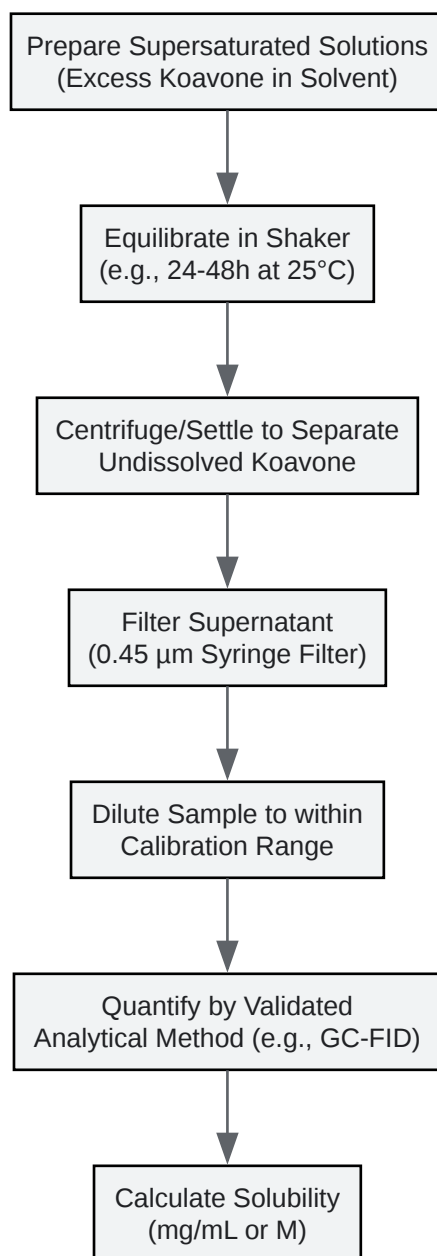 Prepare Supersaturated Solutions
(Excess Koavone in Solvent)
Equilibrate in Shaker
(e.g., 24-48h at 25°C)
Centrifuge/Settle to Separate
Undissolved Koavone
Filter Supernatant
(0.45 µm Syringe Filter)
Dilute Sample to within
Calibration Range
Quantify by Validated
Analytical Method (e.g., GC-FID)
Calculate Solubility
(mg/mL or M)